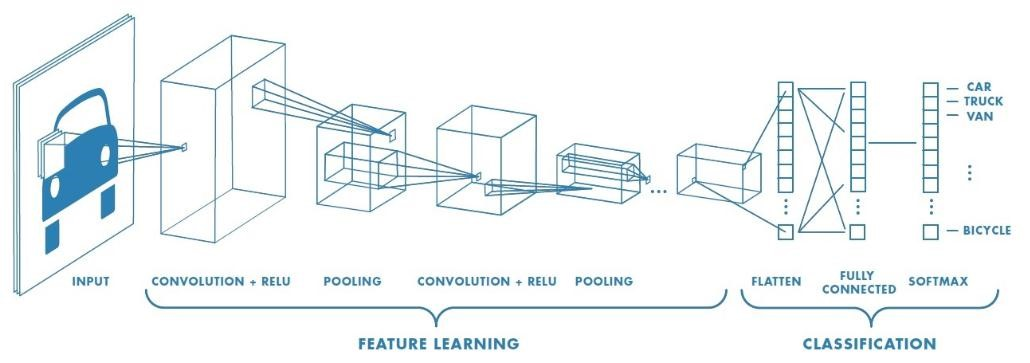 CAR
TRUCK
VAN
BICYCLE
INPUT
CONVOLUTION + RELU
POOLING
CONVOLUTION + RELU
POOLING
FLATTEN
FULLY
CONNECTED
SOFTMAX
FEATURE LEARNING
CLASSIFICATION